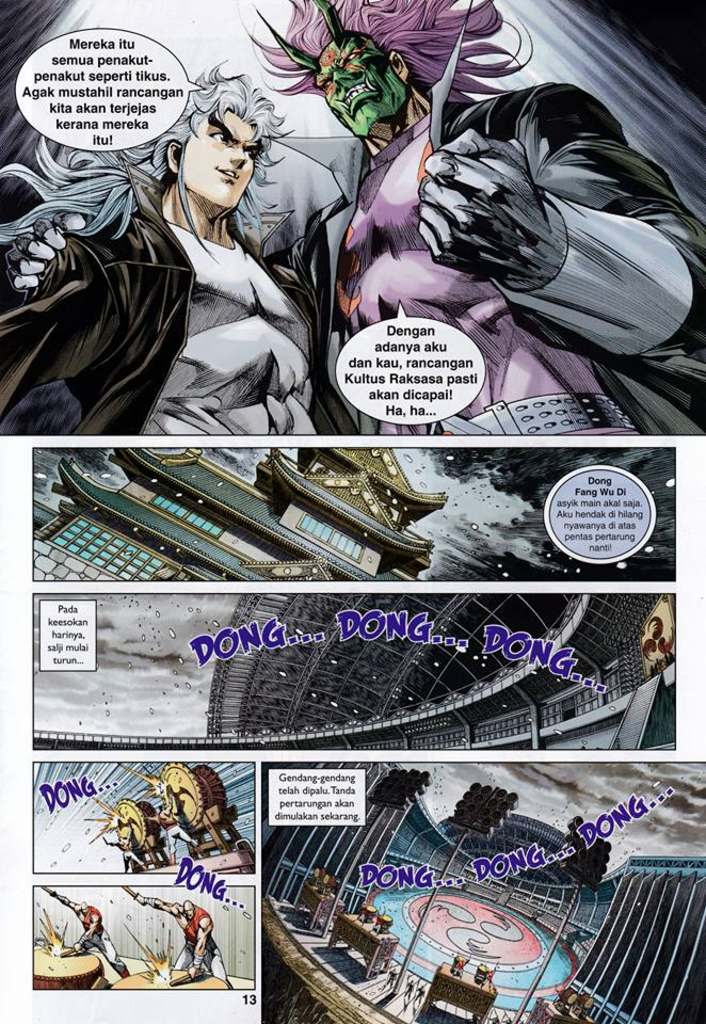 Mereka itu
semua penakut-
penakut seperti tikus.
Agak mustahil rancangan
kita akan terjejas
kerana mereka
itu!
Dengan
adanya aku
dan kau, rancangan
Kultus Raksasa pasti
akan dicapai!
Ha, ha...
Dong
Fang Wu Di
asyik main akal saja.
Aku hendak di hilang
nyawanya di atas
pentas pertarung
nanti!
Pada
keesokan
harinya,
salji mulai
turun...
DONG... DONG... DONG...
DONG...
DONG...
Gendang-gendang
telah dipalu. Tanda
pertarungan akan
dimulakan sekarang.
DONG... DONG... DONG...
13